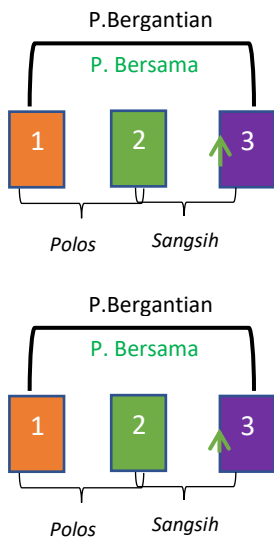 P.Bergantian
P. Bersama
1 2 3
Polos Sangsih
P.Bergantian
P. Bersama
1 2 3
Polos Sangsih